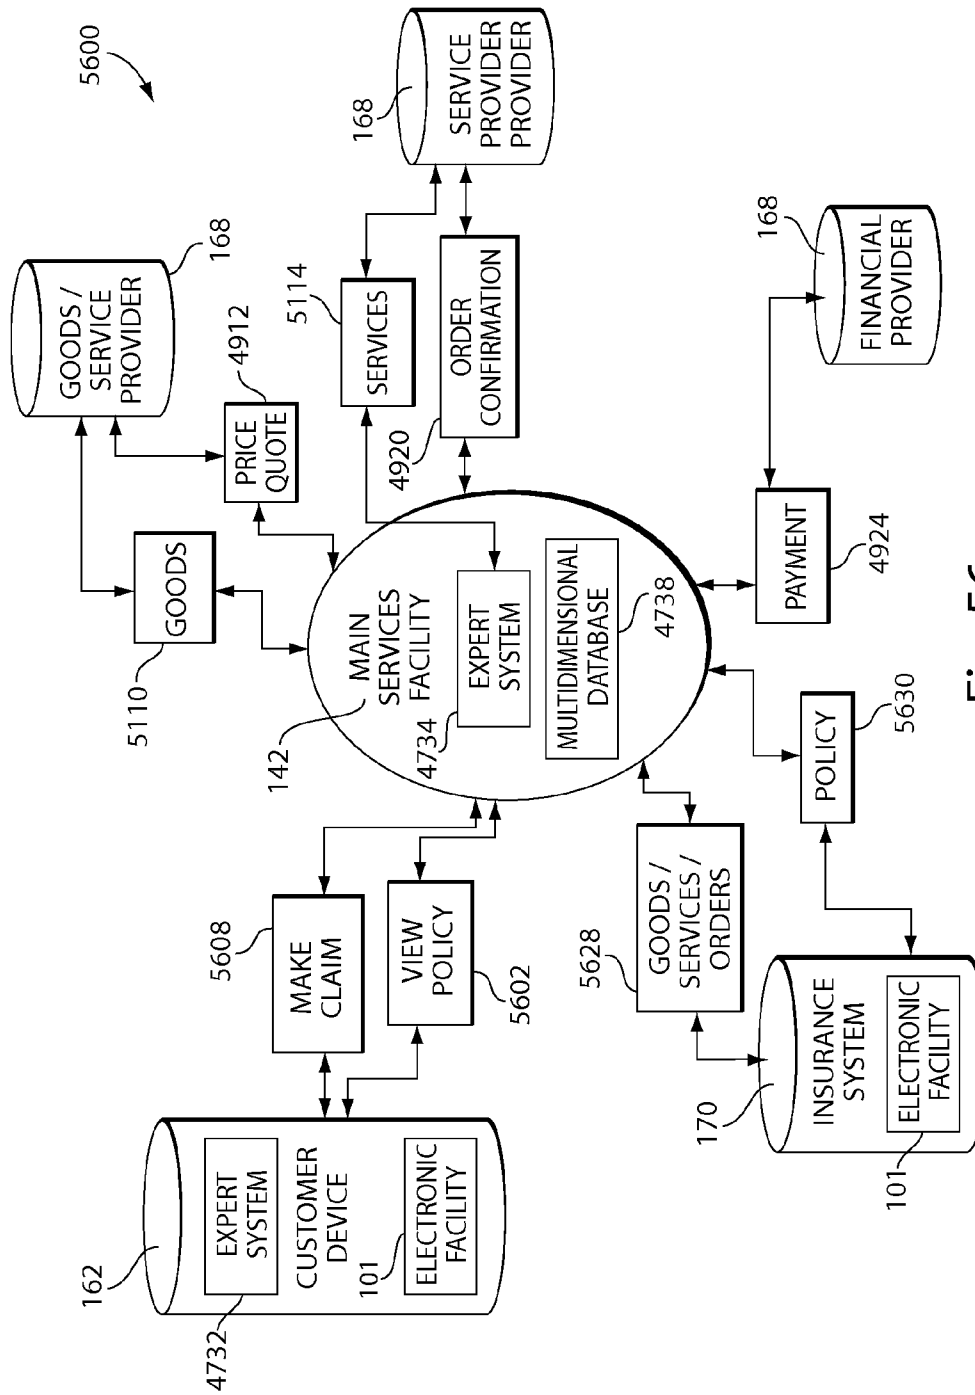 5600
162
EXPERT
SYSTEM
4732
CUSTOMER
DEVICE
101
ELECTRONIC
FACILITY
5608
MAKE
CLAIM
VIEW
POLICY
5602
5110
GOODS
GOODS /
SERVICE
PROVIDER
168
4912
PRICE
QUOTE
5114
SERVICES
168
SERVICE
PROVIDER
PROVIDER
ORDER
CONFIRMATION
4920
142
MAIN
SERVICES
FACILITY
4734
EXPERT
SYSTEM
MULTIDIMENSIONAL
DATABASE
4738
5628
GOODS /
SERVICES /
ORDERS
170
INSURANCE
SYSTEM
ELECTRONIC
FACILITY
101
POLICY
5630
PAYMENT
4924
168
FINANCIAL
PROVIDER